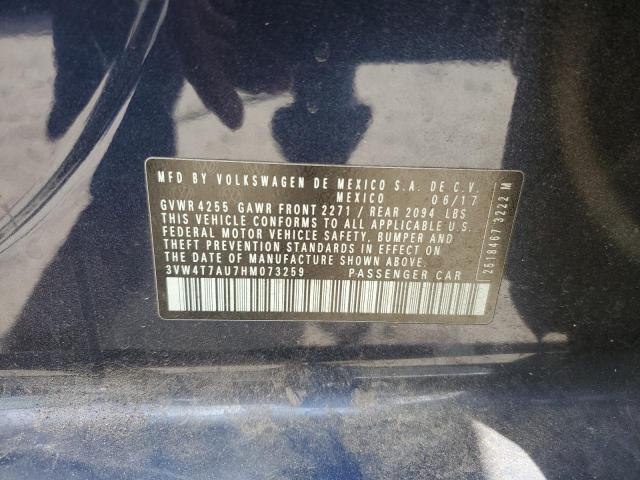 MFD BY VOLKSWAGEN DE MEXICO S.A. DE C.V.
MEXICO 06/17
GVWR 4255 GAWR FRONT 2271 / REAR 2094 LBS
THIS VEHICLE CONFORMS TO ALL APPLICABLE U.S.
FEDERAL MOTOR VEHICLE SAFETY, BUMPER AND
THEFT PREVENTION STANDARDS IN EFFECT ON
THE DATE OF MANUFACTURE SHOWN ABOVE.
3VW4T7AU7HM073259 PASSENGER CAR
2518467 3222 M